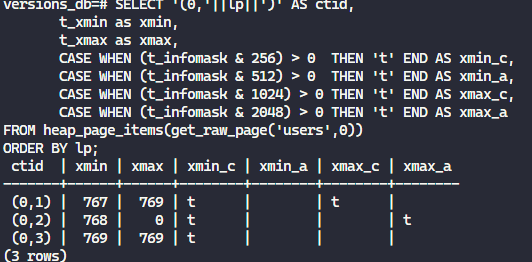 versions_db=# SELECT '(0,'||lp||')' AS ctid,
t_xmin as xmin,
t_xmax as xmax,
CASE WHEN (t_infomask & 256) > 0  THEN 't' END AS xmin_c,
CASE WHEN (t_infomask & 512) > 0  THEN 't' END AS xmin_a,
CASE WHEN (t_infomask & 1024) > 0 THEN 't' END AS xmax_c,
CASE WHEN (t_infomask & 2048) > 0 THEN 't' END AS xmax_a
FROM heap_page_items(get_raw_page('users',0))
ORDER BY lp;
 ctid  | xmin | xmax | xmin_c | xmin_a | xmax_c | xmax_a
-------+------+------+--------+--------+--------+--------
 (0,1) |  767 |  769 | t      |        | t      |
 (0,2) |  768 |    0 | t      |        |        | t
 (0,3) |  769 |  769 | t      |        |        |
(3 rows)